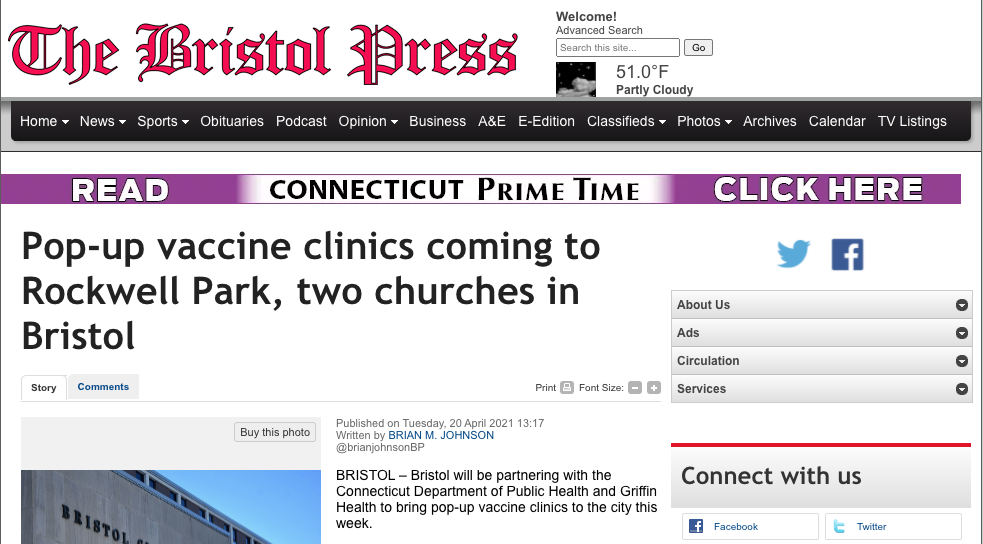 The Bristol Press
Welcome!
Advanced Search
Search this site...
Go
51.0°F
Partly Cloudy
Home News Sports Obituaries Podcast Opinion Business A&E E-Edition Classifieds Photos Archives Calendar TV Listings
READ CONNECTICUT PRIME TIME CLICK HERE
Pop-up vaccine clinics coming to
Rockwell Park, two churches in
Bristol
About Us
Ads
Circulation
Services
Story Comments
Print Font Size:
Buy this photo
Published on Tuesday, 20 April 2021 13:17
Written by BRIAN M. JOHNSON
@brianjohnsonBP
BRISTOL – Bristol will be partnering with the
Connecticut Department of Public Health and Griffin
Health to bring pop-up vaccine clinics to the city this
week.
BRISTOL
Connect with us
Facebook
Twitter